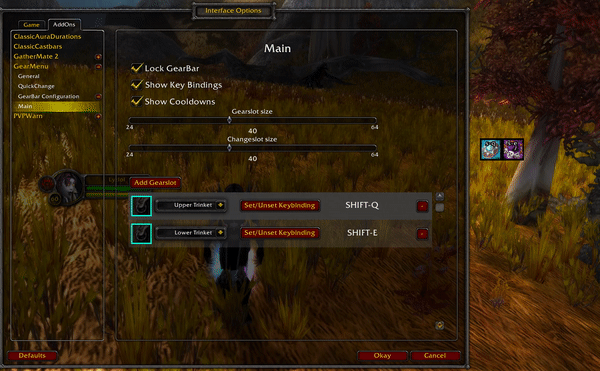 Interface Options
Game
AddOns
ClassicAuraDurations
ClassicCastbars
GatherMate 2
GearMenu
General
QuickChange
GearBar Configuration
Main
PVPWarn
Main
Lock GearBar
Show Key Bindings
Show Cooldowns
Gearslot size
24
40
64
Changeslot size
24
40
64
Add Gearslot
Upper Trinket
Set/Unset Keybinding
SHIFT-Q
Lower Trinket
Set/Unset Keybinding
SHIFT-E
Defaults
Okay
Cancel